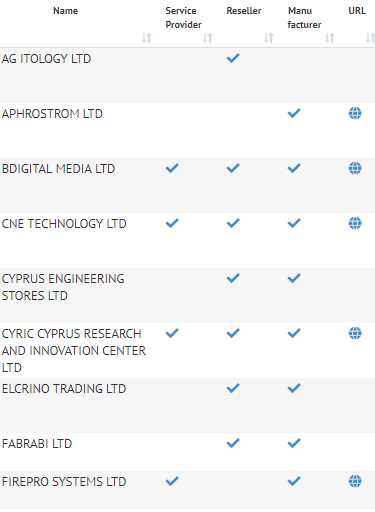 Name Service Provider Reseller Manu facturer URL
AG ITOLOGY LTD
APHROSTROM LTD
BDIGITAL MEDIA LTD
CNE TECHNOLOGY LTD
CYPRUS ENGINEERING
STORES LTD
CYRIC CYPRUS RESEARCH
AND INNOVATION CENTER
LTD
ELCRINO TRADING LTD
FABRABI LTD
FIREPRO SYSTEMS LTD